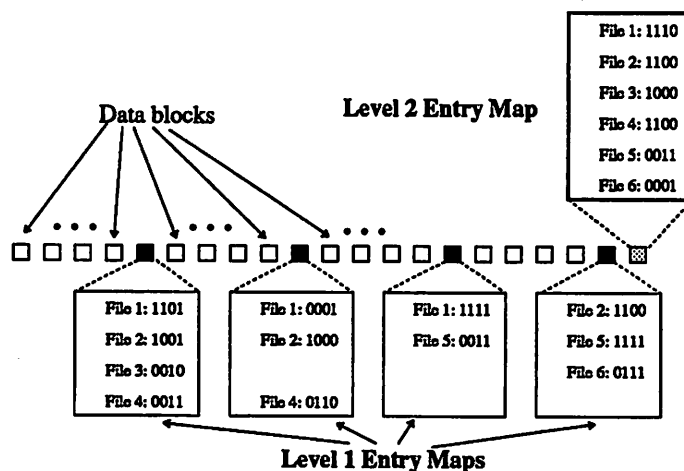 File 1: 1110
File 2: 1100
File 3: 1000
File 4: 1100
File 5: 0011
File 6: 0001
Data blocks
Level 2 Entry Map
File 1: 1101
File 2: 1001
File 3: 0010
File 4: 0011
File 1: 0001
File 2: 1000
File 4: 0110
File 1: 1111
File 5: 0011
File 2: 1100
File 5: 1111
File 6: 0111
Level 1 Entry Maps